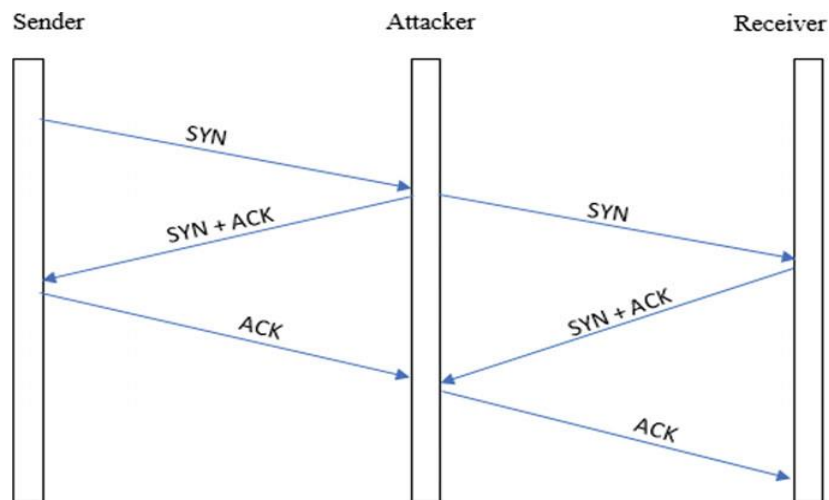 Sender Attacker Receiver
SYN
SYN
SYN + ACK
SYN + ACK
ACK
ACK